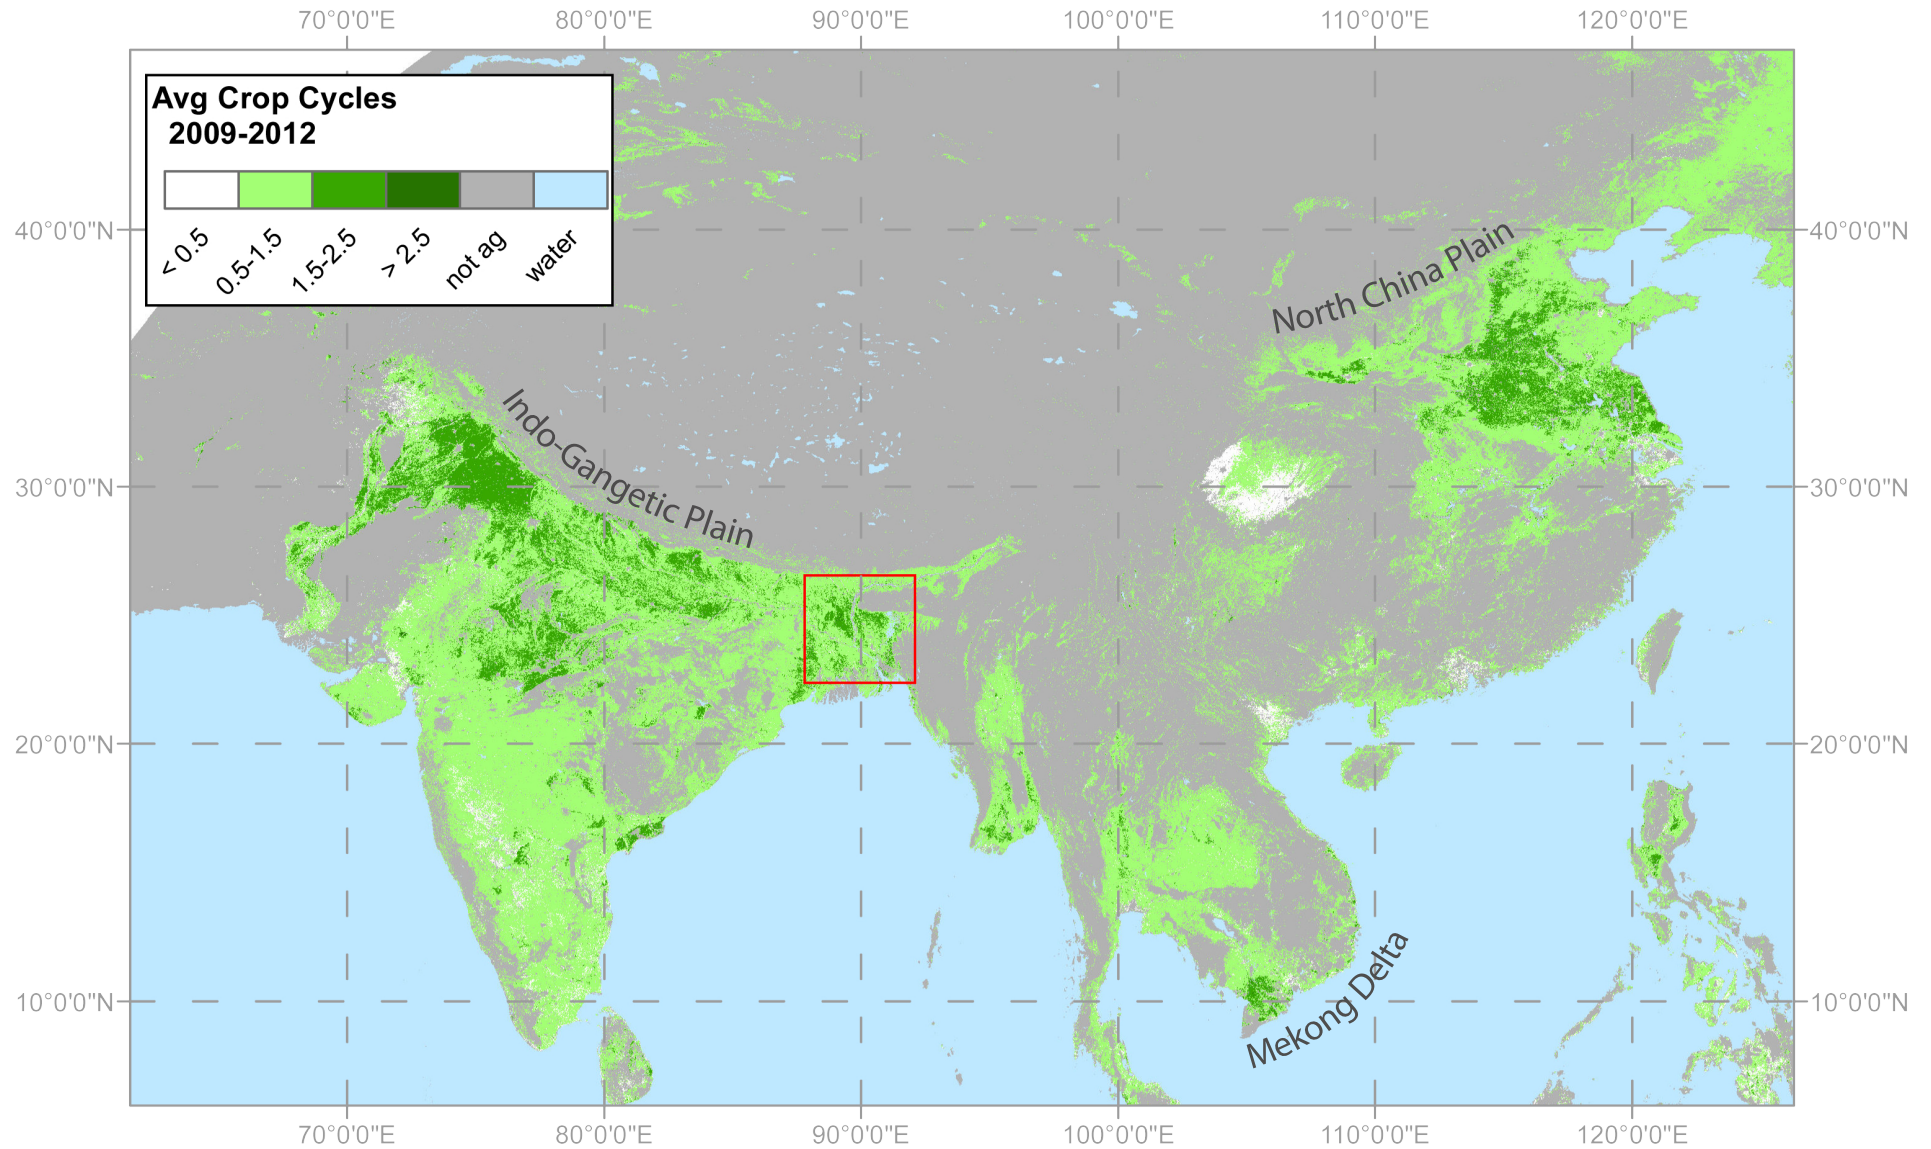 70°0'0"E 80°0'0"E 90°0'0"E 100°0'0"E 110°0'0"E 120°0'0"E
Avg Crop Cycles
2009-2012
< 0.5
0.5-1.5
1.5-2.5
> 2.5
not ag
water
40°0'0"N 40°0'0"N
North China Plain
Indo-Gangetic Plain
30°0'0"N 30°0'0"N
20°0'0"N 20°0'0"N
Mekong Delta
10°0'0"N 10°0'0"N
70°0'0"E 80°0'0"E 90°0'0"E 100°0'0"E 110°0'0"E 120°0'0"E